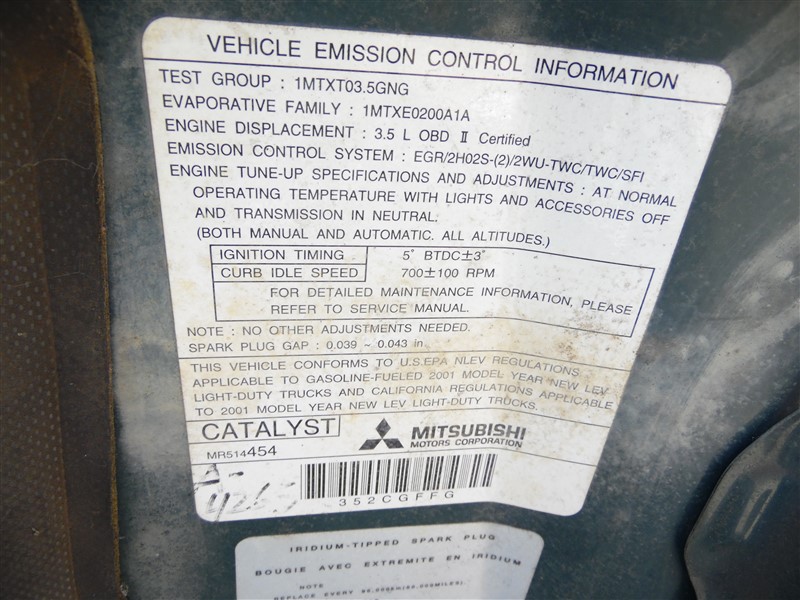 VEHICLE EMISSION CONTROL INFORMATION
TEST GROUP : 1MTXT03.5GNG
EVAPORATIVE FAMILY : 1MTXE0200A1A
ENGINE DISPLACEMENT : 3.5 L OBD II Certified
EMISSION CONTROL SYSTEM : EGR/2HO2S-(2)/2WU-TWC/TWC/SFI
ENGINE TUNE-UP SPECIFICATIONS AND ADJUSTMENTS : AT NORMAL
OPERATING TEMPERATURE WITH LIGHTS AND ACCESSORIES OFF
AND TRANSMISSION IN NEUTRAL.
(BOTH MANUAL AND AUTOMATIC. ALL ALTITUDES.)
IGNITION TIMING 5° BTDC±3°
CURB IDLE SPEED 700±100 RPM
FOR DETAILED MAINTENANCE INFORMATION, PLEASE
REFER TO SERVICE MANUAL.
NOTE : NO OTHER ADJUSTMENTS NEEDED.
SPARK PLUG GAP : 0.039 ~ 0.043 in.
THIS VEHICLE CONFORMS TO U.S.EPA NLEV REGULATIONS
APPLICABLE TO GASOLINE-FUELED 2001 MODEL YEAR NEW LEV
LIGHT-DUTY TRUCKS AND CALIFORNIA REGULATIONS APPLICABLE
TO 2001 MODEL YEAR NEW LEV LIGHT-DUTY TRUCKS.
CATALYST MITSUBISHI
MOTORS CORPORATION
MR514454
352CGFFG
IRIDIUM-TIPPED SPARK PLUG
BOUGIE AVEC EXTREMITE EN IRIDIUM
NOTE
REPLACE EVERY